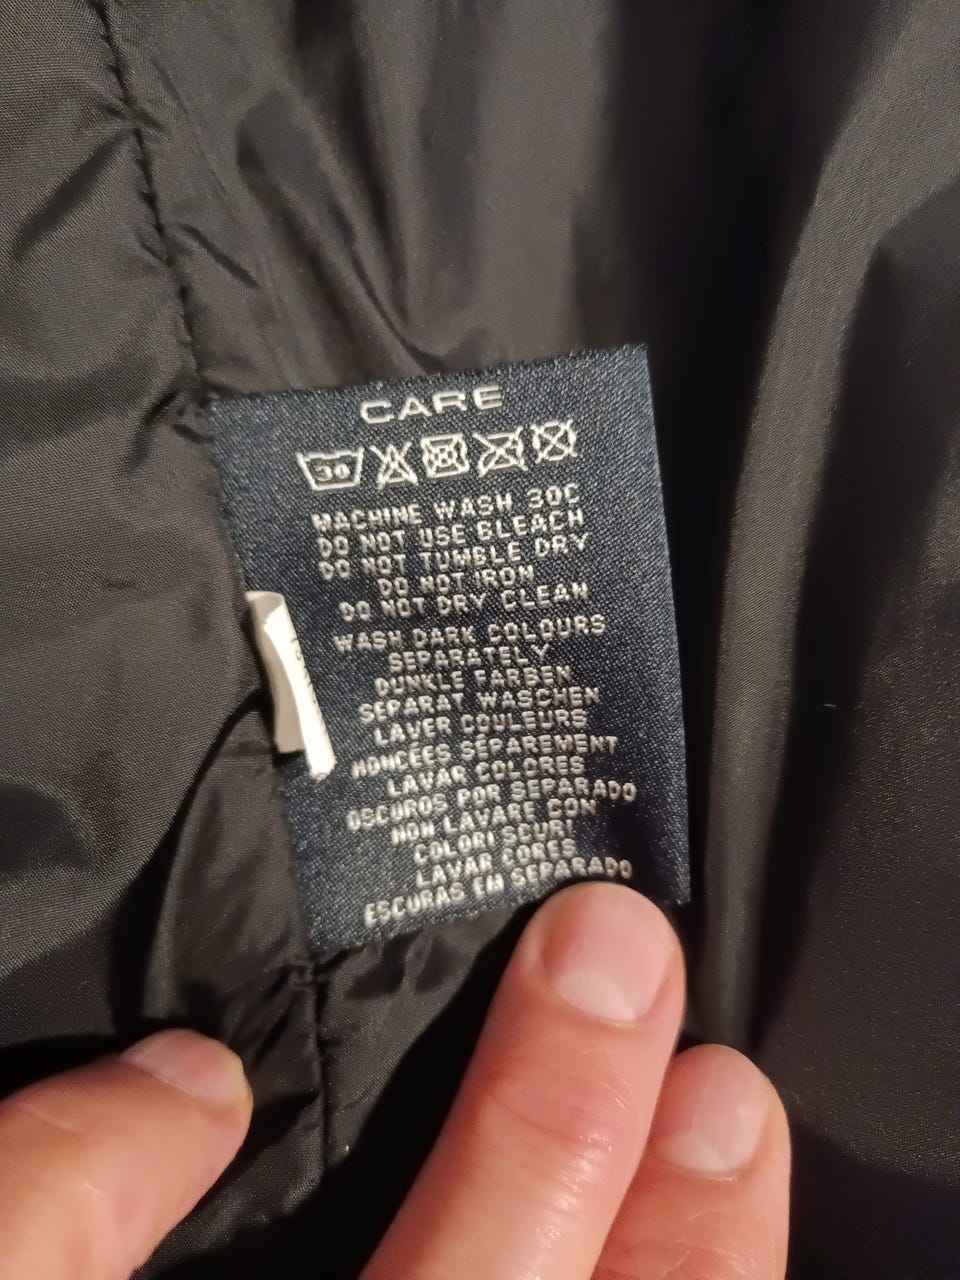 CARE
30
MACHINE WASH 30C
DO NOT USE BLEACH
DO NOT TUMBLE DRY
DO NOT IRON
DO NOT DRY CLEAN
WASH DARK COLOURS
SEPARATELY
DUNKLE FARBEN
SEPARAT WASCHEN
LAVER COULEURS
FONCÉES SÉPAREMENT
LAVAR COLORES
OSCUROS POR SEPARADO
NON LAVARE CON
COLORI SCURI
LAVAR CORES
ESCURAS EM SEPARADO